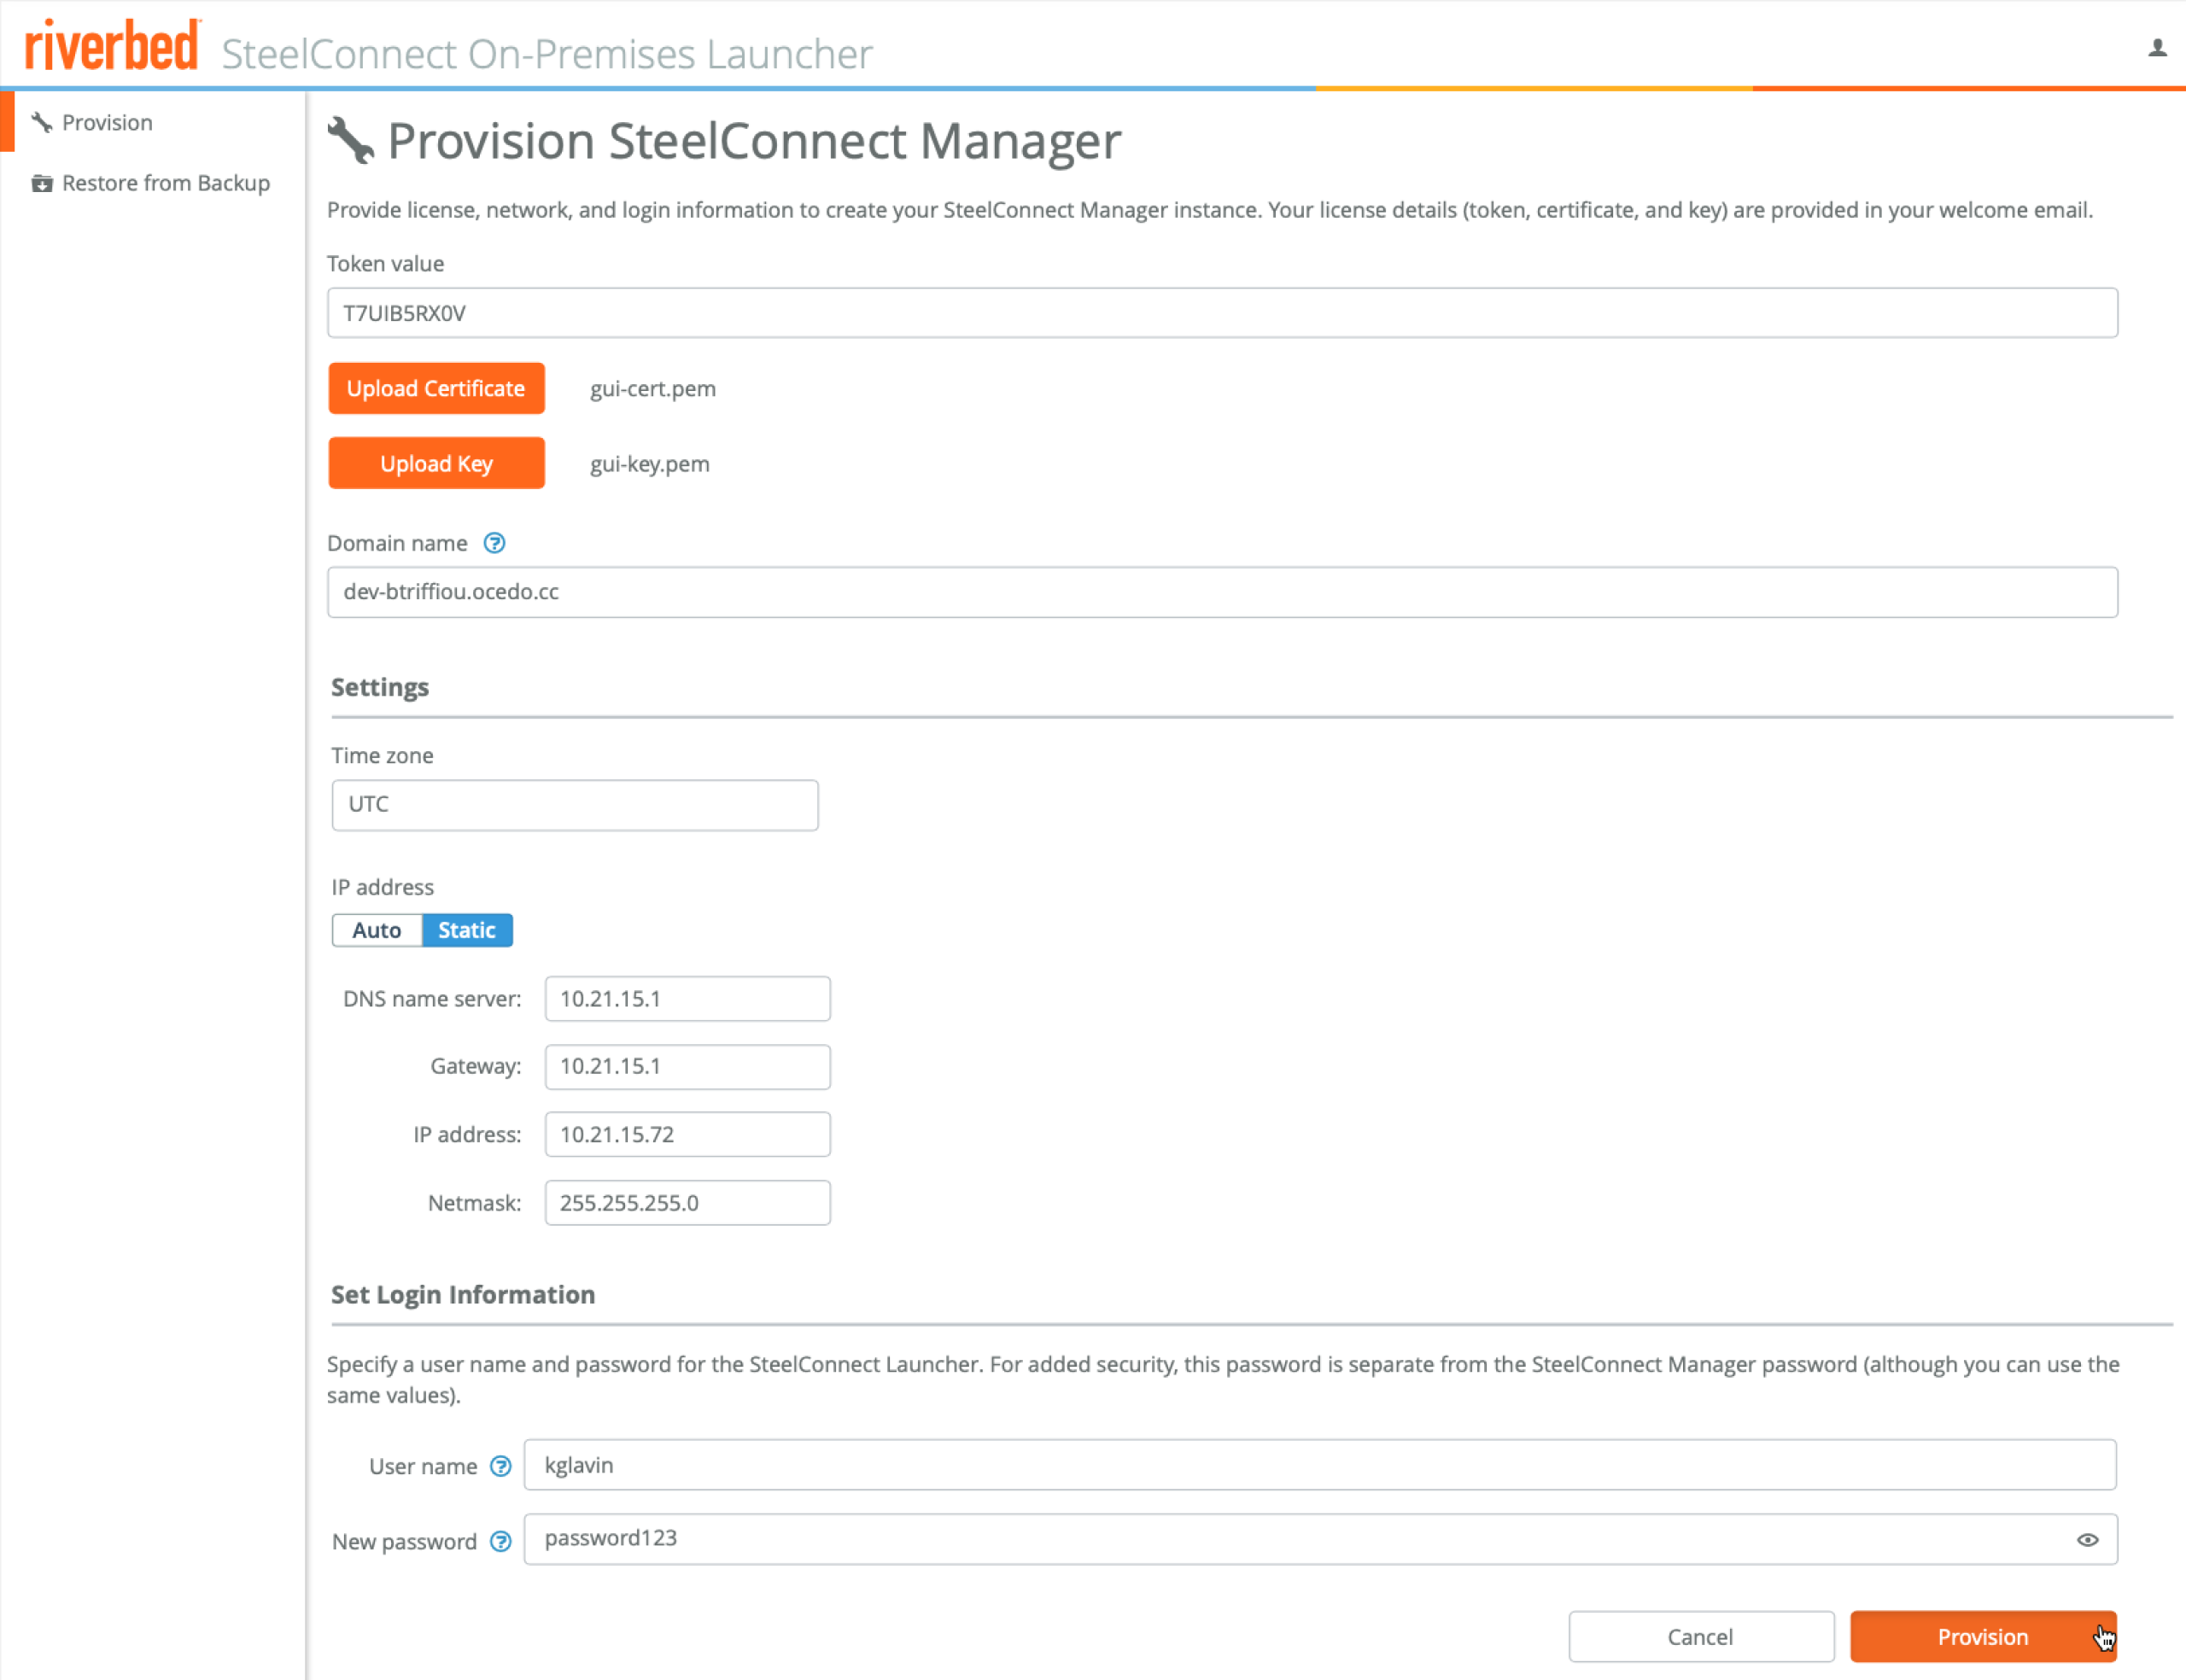 riverbed SteelConnect On-Premises Launcher
Provision
Restore from Backup
Provision SteelConnect Manager
Provide license, network, and login information to create your SteelConnect Manager instance. Your license details (token, certificate, and key) are provided in your welcome email.
Token value
T7UIB5RX0V
Upload Certificate gui-cert.pem
Upload Key gui-key.pem
Domain name ?
dev-btriffiou.ocedo.cc
Settings
Time zone
UTC
IP address
Auto Static
DNS name server: 10.21.15.1
Gateway: 10.21.15.1
IP address: 10.21.15.72
Netmask: 255.255.255.0
Set Login Information
Specify a user name and password for the SteelConnect Launcher. For added security, this password is separate from the SteelConnect Manager password (although you can use the
same values).
User name ? kglavin
New password ? password123
Cancel Provision